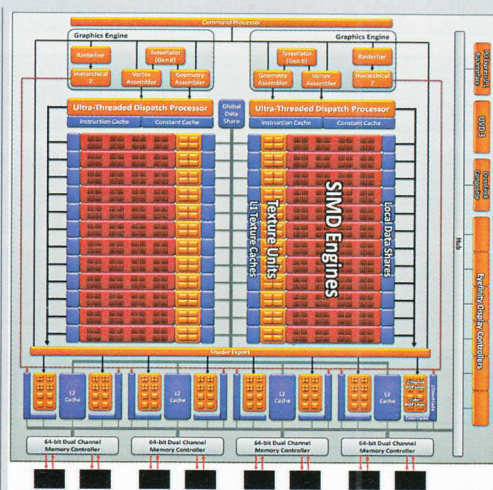 Command Processor
Graphics Engine
Graphics Engine
Rasterizer
Tessellator
Hierarchical
Z
Vertex
Assembler
Geometry
Assembler
Tessellator
Rasterizer
Geometry
Assembler
Vertex
Assembler
Hierarchical
Z
Ultra-Threaded Dispatch Processor
Instruction Cache
Constant Cache
Global
Data
Share
Ultra-Threaded Dispatch Processor
Instruction Cache
Constant Cache
L1 Texture Caches
Texture Units
SIMD Engines
Local Data Shares
Shader Export
L2
Cache
L2
Cache
L2
Cache
L2
Cache
64-bit Dual Channel
Memory Controller
64-bit Dual Channel
Memory Controller
64-bit Dual Channel
Memory Controller
64-bit Dual Channel
Memory Controller
Hub
UVD3
CrossFireX
Compositor
Eyefinity Display Controllers